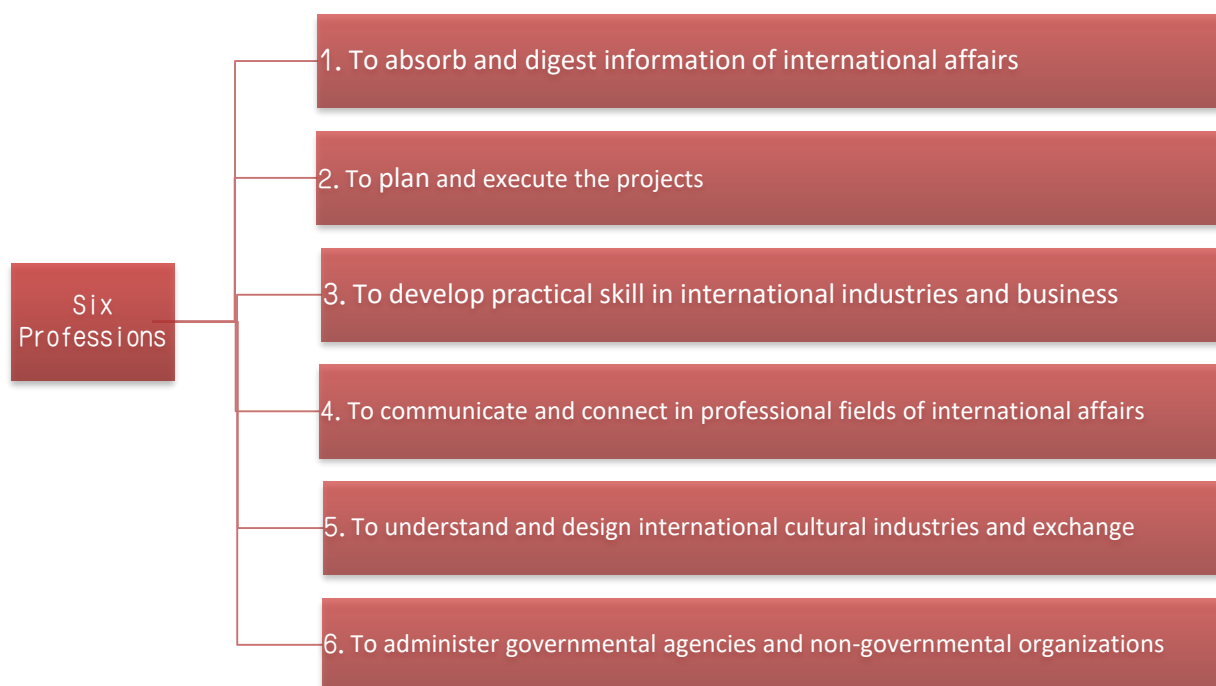 1. To absorb and digest information of international affairs
2. To plan and execute the projects
Six
Professions
3. To develop practical skill in international industries and business
4. To communicate and connect in professional fields of international affairs
5. To understand and design international cultural industries and exchange
6. To administer governmental agencies and non-governmental organizations